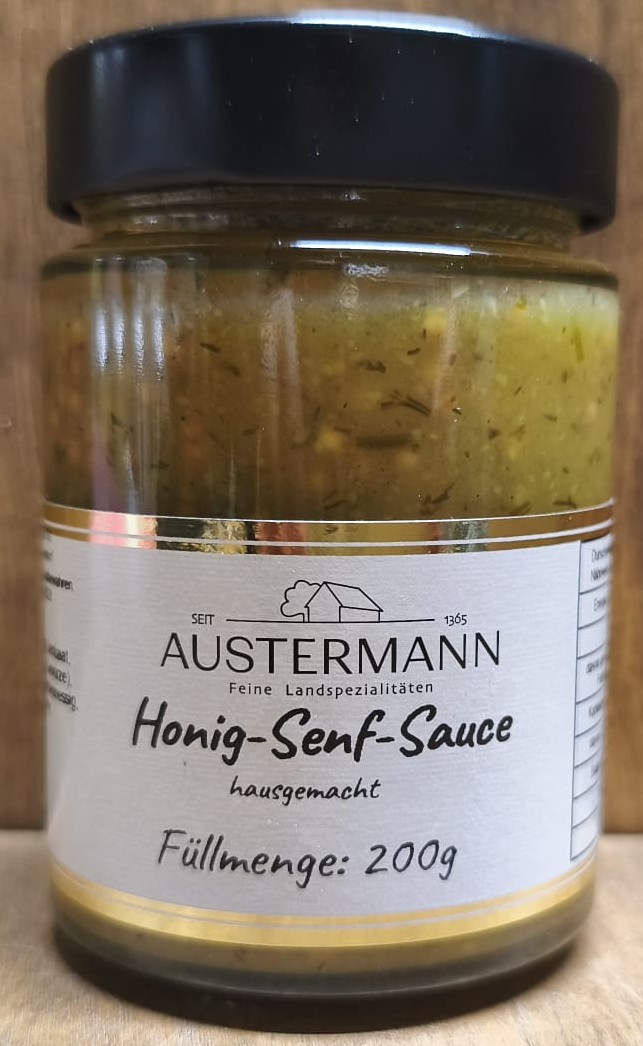 SEIT 1365
AUSTERMANN
Feine Landspezialitäten
Honig-Senf-Sauce
hausgemacht
Füllmenge: 200g